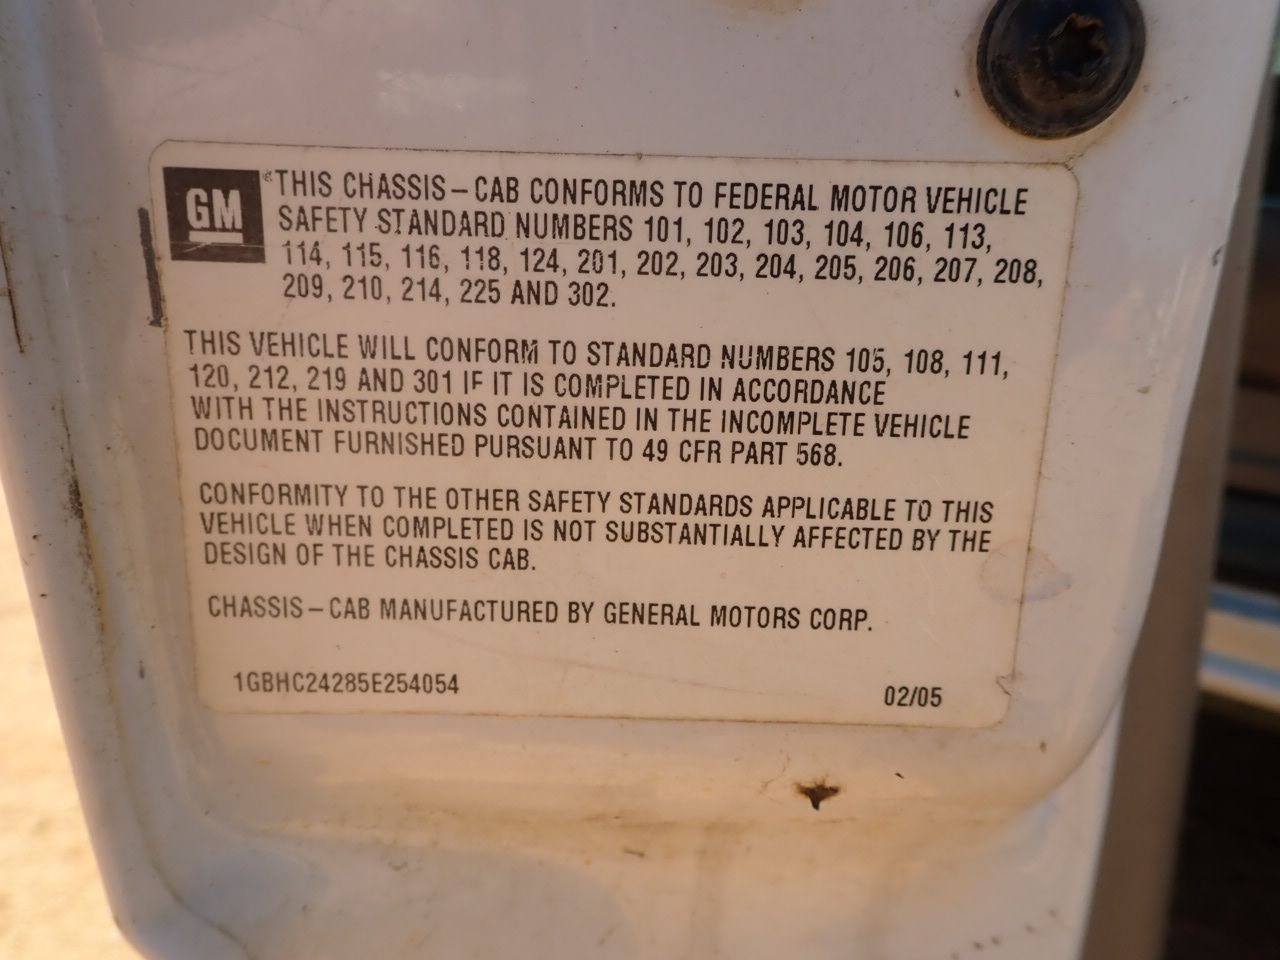 GM
THIS CHASSIS-CAB CONFORMS TO FEDERAL MOTOR VEHICLE
SAFETY STANDARD NUMBERS 101, 102, 103, 104, 106, 113,
114, 115, 116, 118, 124, 201, 202, 203, 204, 205, 206, 207, 208,
209, 210, 214, 225 AND 302.
THIS VEHICLE WILL CONFORM TO STANDARD NUMBERS 105, 108, 111,
120, 212, 219 AND 301 IF IT IS COMPLETED IN ACCORDANCE
WITH THE INSTRUCTIONS CONTAINED IN THE INCOMPLETE VEHICLE
DOCUMENT FURNISHED PURSUANT TO 49 CFR PART 568.
CONFORMITY TO THE OTHER SAFETY STANDARDS APPLICABLE TO THIS
VEHICLE WHEN COMPLETED IS NOT SUBSTANTIALLY AFFECTED BY THE
DESIGN OF THE CHASSIS CAB.
CHASSIS-CAB MANUFACTURED BY GENERAL MOTORS CORP.
1GBHC24285E254054 02/05